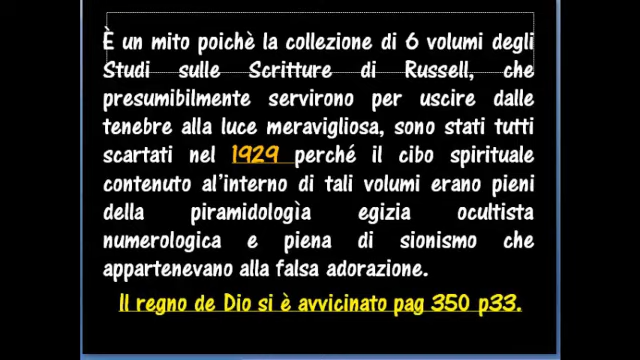 È un mito poichè la collezione di 6 volumi degli
Studi sulle Scritture di Russell, che
presumibilmente servirono per uscire dalle
tenebre alla luce meravigliosa, sono stati tutti
scartati nel 1929 perché il cibo spirituale
contenuto al'interno di tali volumi erano pieni
della piramidologìa egizia ocultista
numerologica e piena di sionismo che
appartenevano alla falsa adorazione.
Il regno de Dio si è avvicinato pag 350 p33.